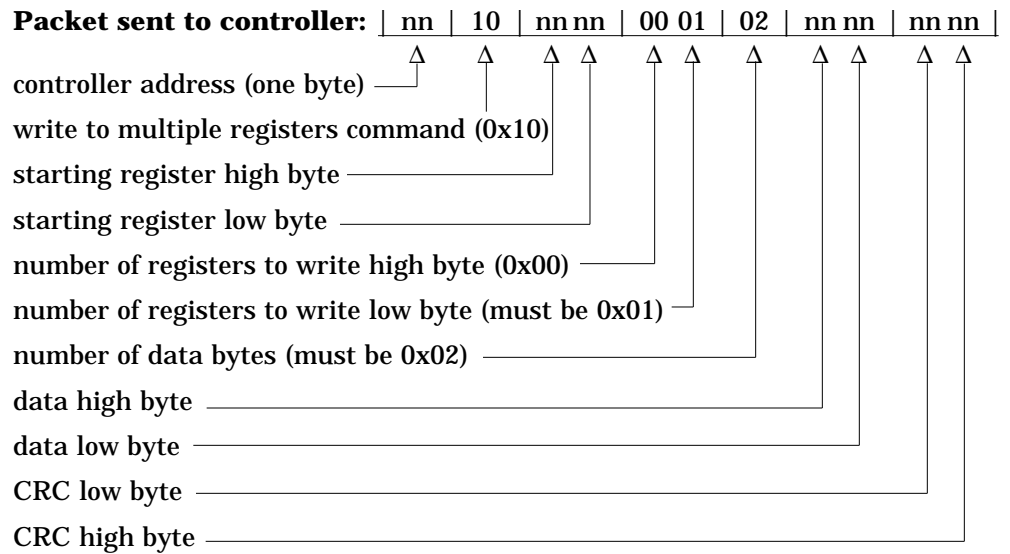 Packet sent to controller: | nn | 10 | nn nn | 00 01 | 02 | nn nn | nn nn |
controller address (one byte)
write to multiple registers command (0x10)
starting register high byte
starting register low byte
number of registers to write high byte (0x00)
number of registers to write low byte (must be 0x01)
number of data bytes (must be 0x02)
data high byte
data low byte
CRC low byte
CRC high byte